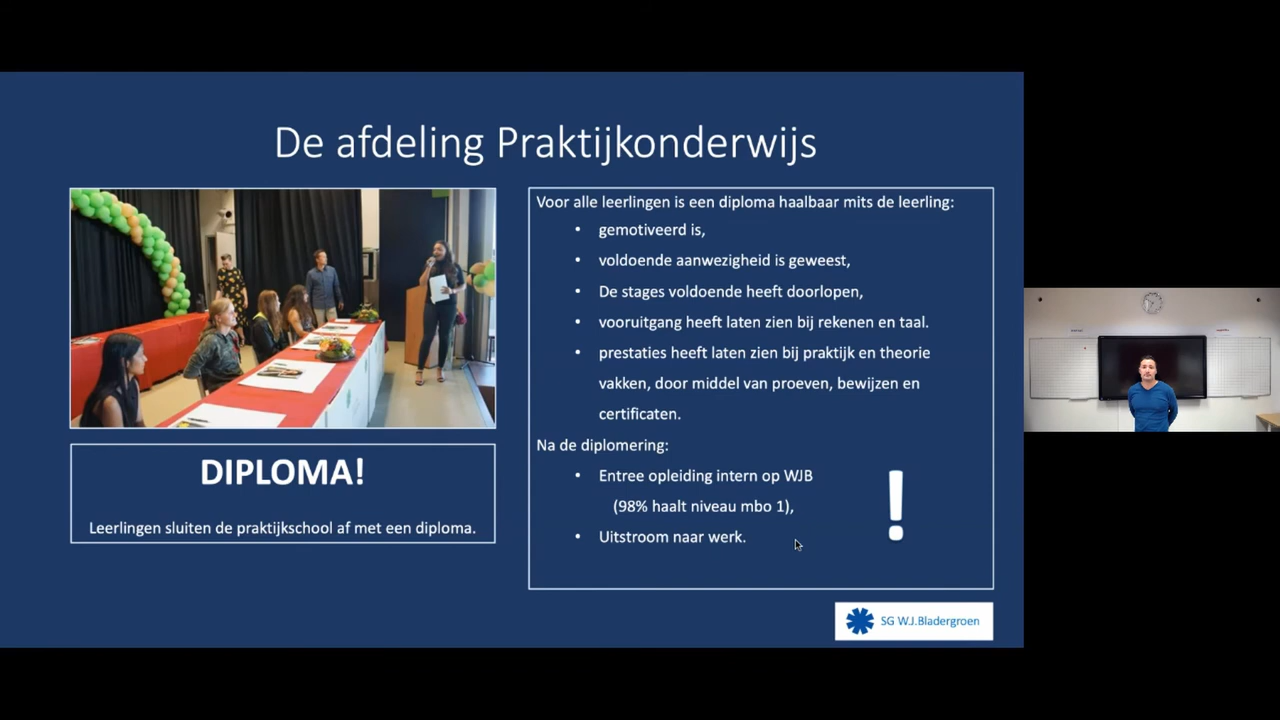 De afdeling Praktijkonderwijs
DIPLOMA!
Leerlingen sluiten de praktijkschool af met een diploma.
Voor alle leerlingen is een diploma haalbaar mits de leerling:
• gemotiveerd is,
• voldoende aanwezigheid is geweest,
• De stages voldoende heeft doorlopen,
• vooruitgang heeft laten zien bij rekenen en taal.
• prestaties heeft laten zien bij praktijk en theorie
vakken, door middel van proeven, bewijzen en
certificaten.
Na de diplomering:
• Entree opleiding intern op WJB
(98% haalt niveau mbo 1),
• Uitstroom naar werk.
!
SG W.J.Bladergroen